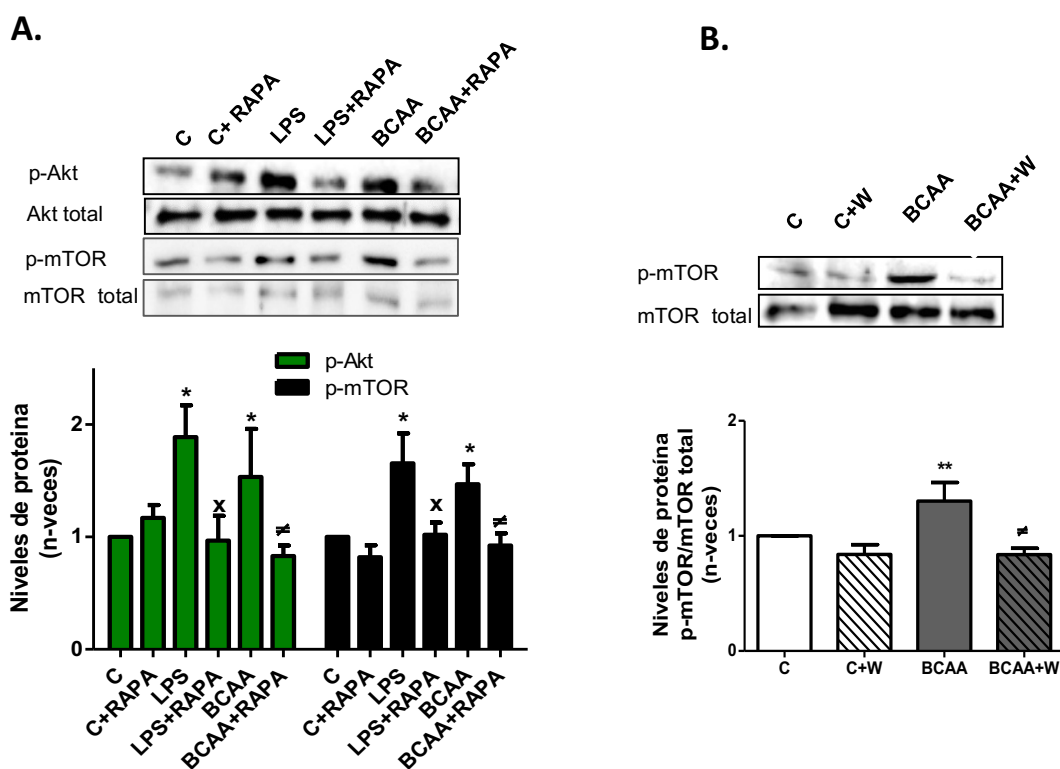 A.
C
C+ RAPA
LPS
LPS+RAPA
BCAA
BCAA+RAPA
p-Akt
Akt total
p-mTOR
mTOR total
p-Akt
p-mTOR
Niveles de proteina
(n-veces)
2
1
0
*
x
*
≠
*
x
*
≠
C
C+RAPA
LPS
LPS+RAPA
BCAA
BCAA+RAPA
C
C+RAPA
LPS
LPS+RAPA
BCAA
BCAA+RAPA
B.
C
C+W
BCAA
BCAA+W
p-mTOR
mTOR total
Niveles de proteína
p-mTOR/mTOR total
(n-veces)
2
1
0
**
≠
C
C+W
BCAA
BCAA+W